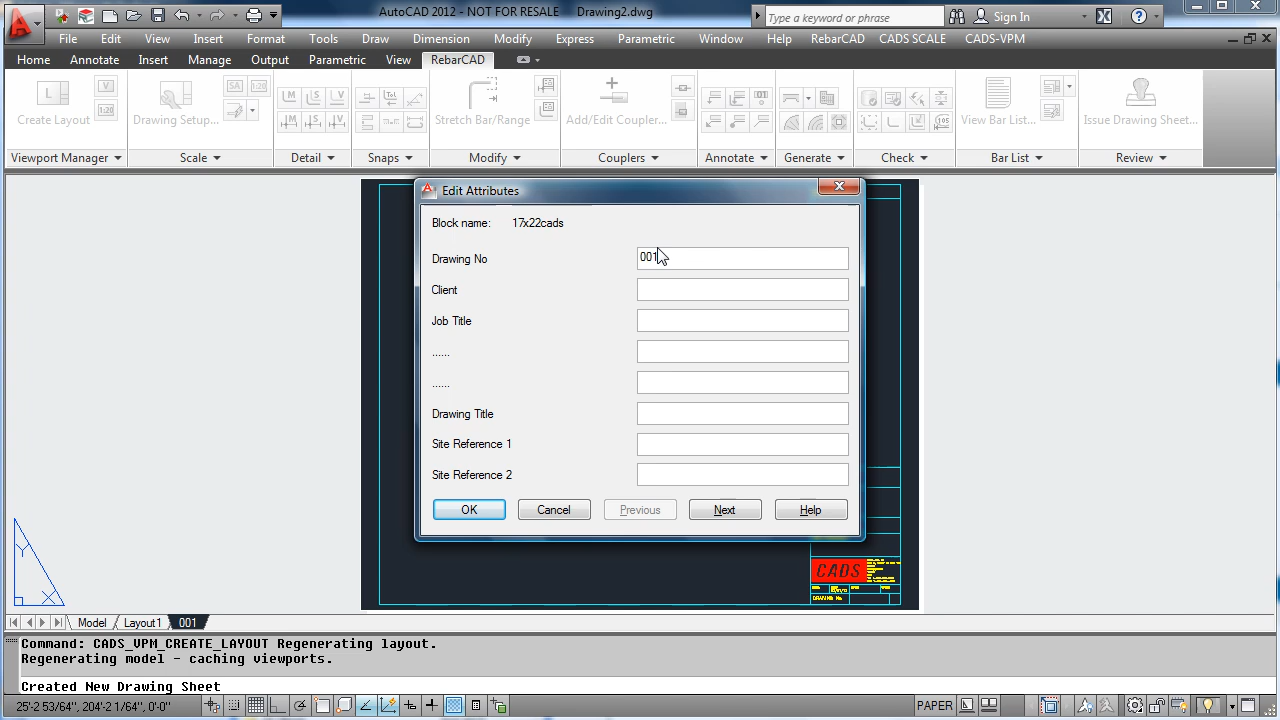 AutoCAD 2012 - NOT FOR RESALE Drawing2.dwg
Type a keyword or phrase
Sign In
File Edit View Insert Format Tools Draw Dimension Modify Express Parametric Window Help RebarCAD CADS SCALE CADS-VPM
Home Annotate Insert Manage Output Parametric View RebarCAD
Create Layout Drawing Setup... Stretch Bar/Range Add/Edit Coupler... View Bar List... Issue Drawing Sheet...
Viewport Manager Scale Detail Snaps Modify Couplers Annotate Generate Check Bar List Review
Edit Attributes
Block name: 17x22cads
Drawing No 001
Client
Job Title
......
......
Drawing Title
Site Reference 1
Site Reference 2
OK Cancel Previous Next Help
CADS
DRAWING No
Model Layout1 001
Command: CADS_VPM_CREATE_LAYOUT Regenerating layout.
Regenerating model - caching viewports.
Created New Drawing Sheet
25'-2 53/64", 204'-2 1/64", 0'-0"
PAPER